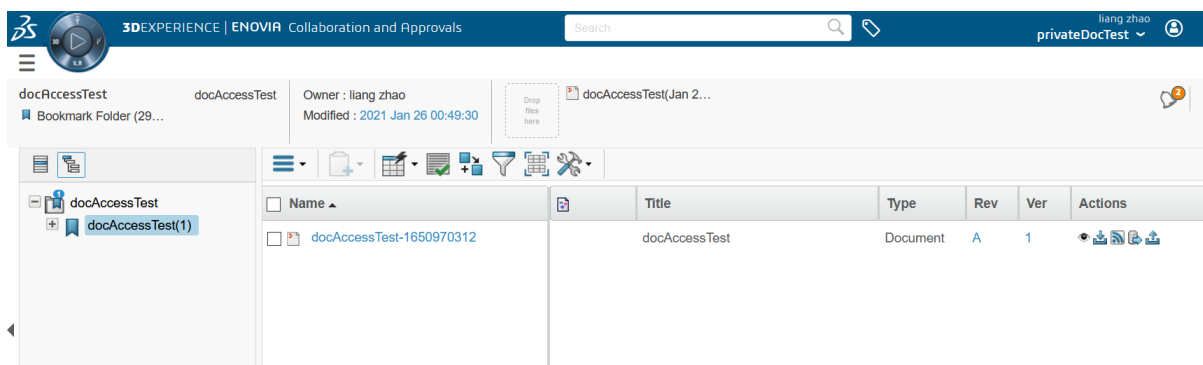 3DEXPERIENCE | ENOVIA Collaboration and Approvals
Search
liang zhao
privateDocTest
3D
V.R
docAccessTest
docAccessTest
Bookmark Folder (29...
Owner : liang zhao
Modified : 2021 Jan 26 00:49:30
Drop
files
here
docAccessTest(Jan 2...
2
1
docAccessTest
docAccessTest(1)
Name
Title
Type
Rev
Ver
Actions
docAccessTest-1650970312
docAccessTest
Document
A
1